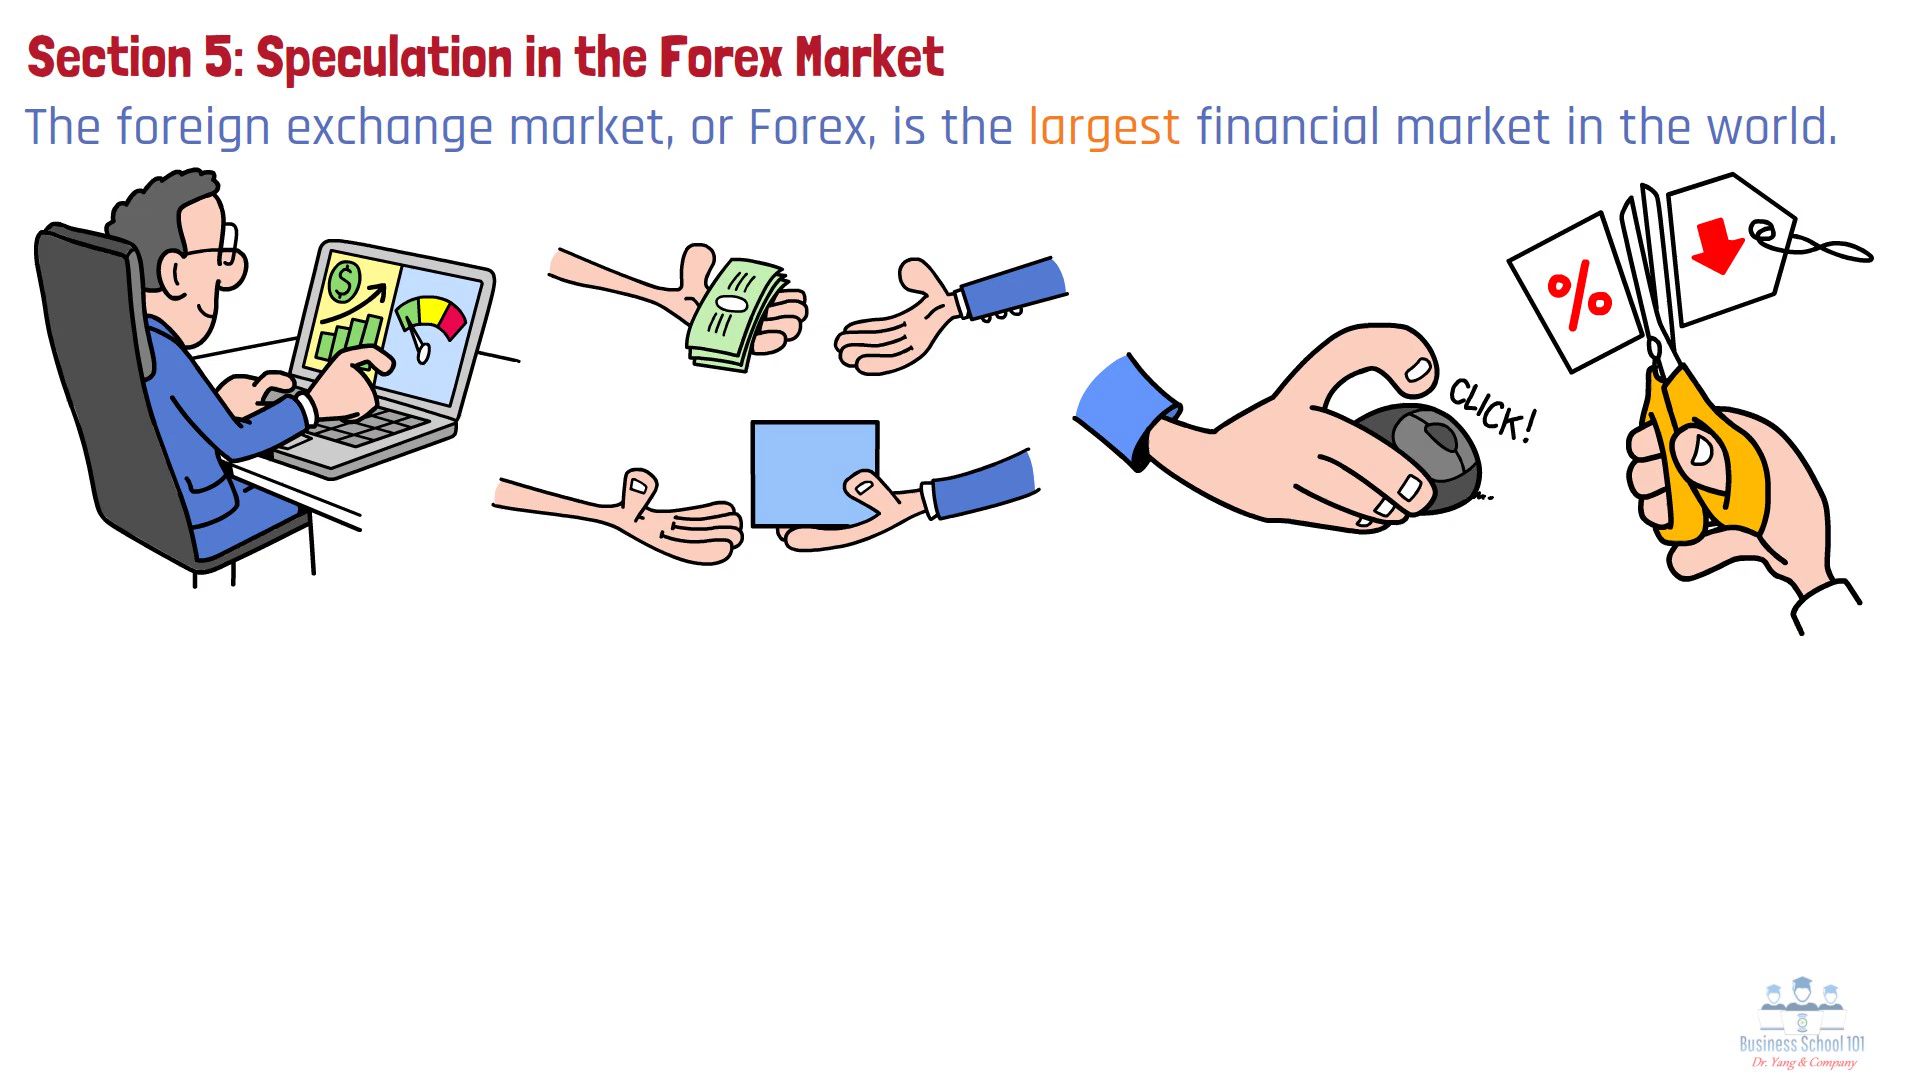 Section 5: Speculation in the Forex Market
The foreign exchange market, or Forex, is the largest financial market in the world.
$
%
CLICK!
Business School 101
Dr. Yang & Company